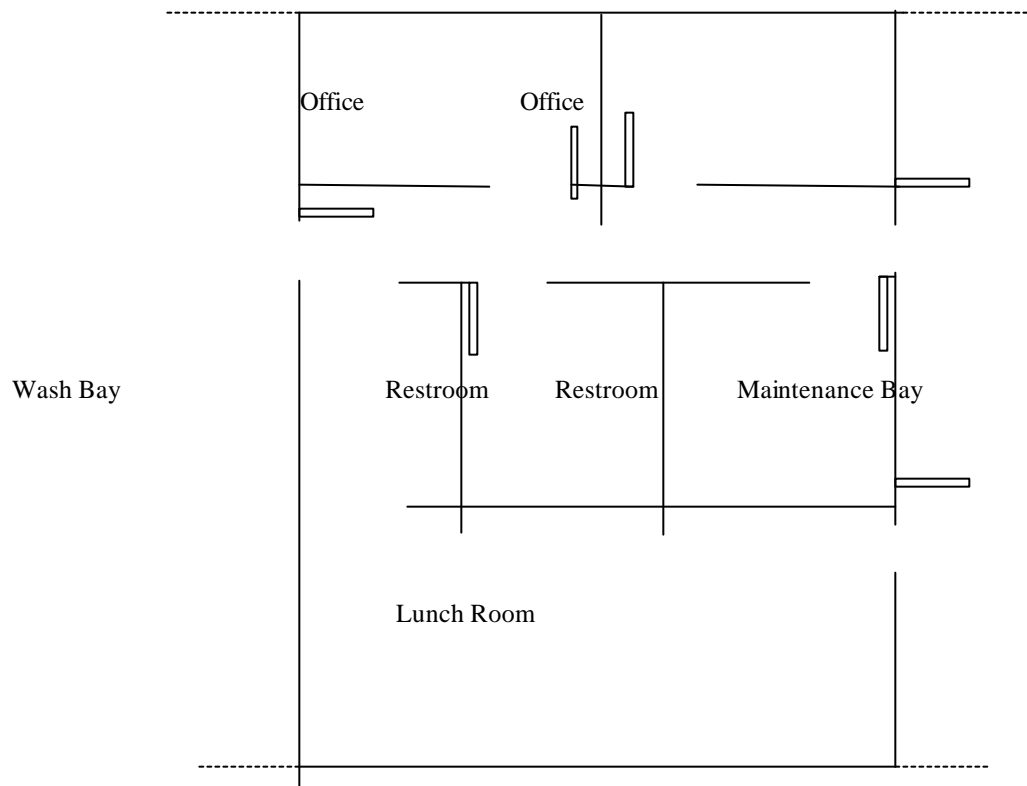 Office
Office
Wash Bay
Restroom
Restroom
Maintenance Bay
Lunch Room